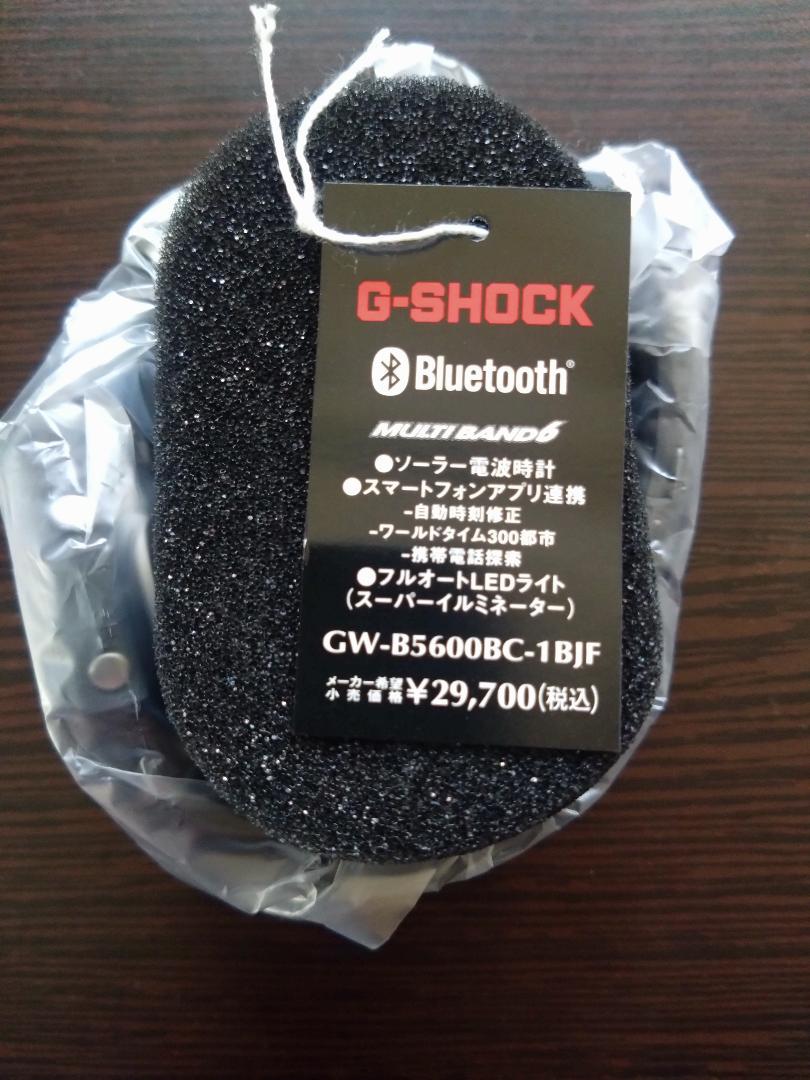 G-SHOCK
Bluetooth®
MULTI BAND 6
●ソーラー電波時計
●スマートフォンアプリ連携
-自動時刻修正
-ワールドタイム300都市
-携帯電話探索
●フルオートLEDライト
(スーパーイルミネーター)
GW-B5600BC-1BJF
メーカー希望
小売価格 ¥29,700(税込)